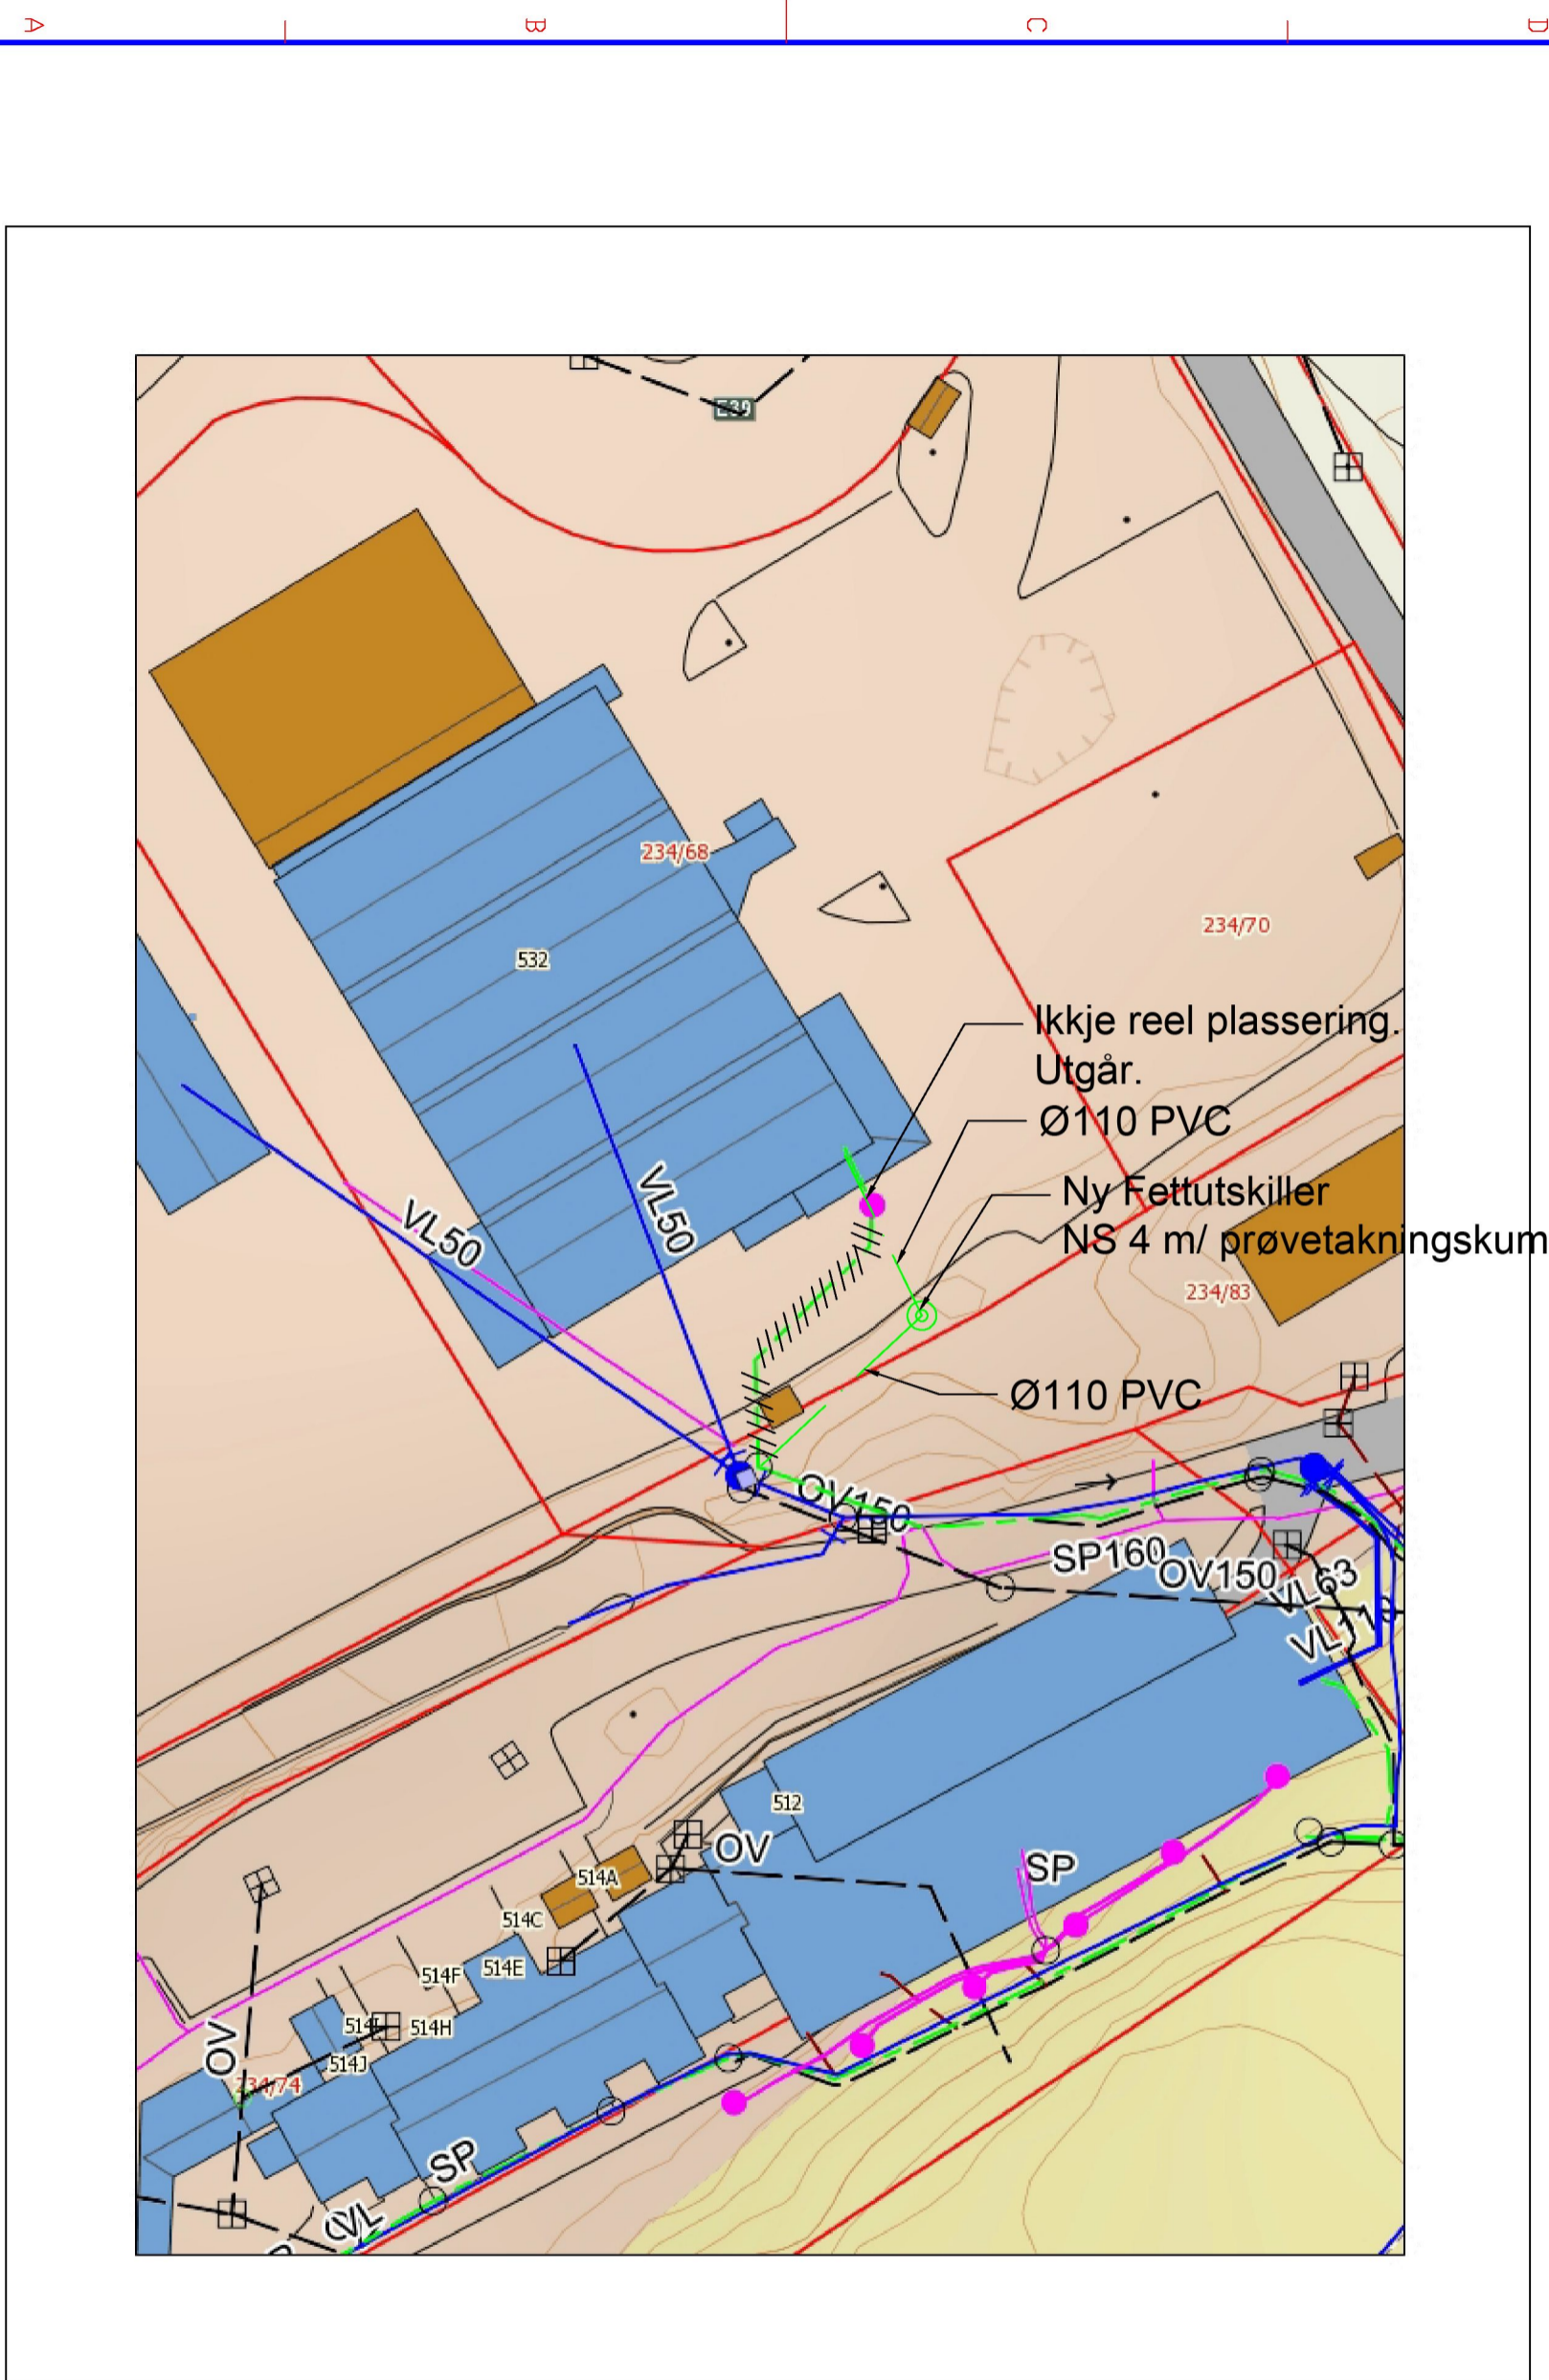 A
B
C
D
E39
234/68
532
234/70
Ikkje reel plassering.
Utgår.
Ø110 PVC
Ny Fettutskiller
NS 4 m/ prøvetakningskum
234/83
VL50
VL50
Ø110 PVC
OV150
SP160
OV150
VL63
512
OV
SP
514A
514C
514E
514F
514H
514J
OV
234/74
SP
VL